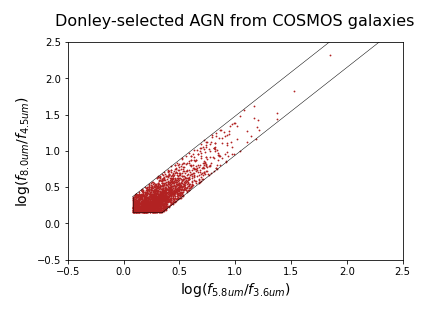 Donley-selected AGN from COSMOS galaxies
2.5
2.0
1.5
1.0
0.5
0.0
−0.5
log(f8.0um/f4.5um)
−0.5 0.0 0.5 1.0 1.5 2.0 2.5
log(f5.8um/f3.6um)